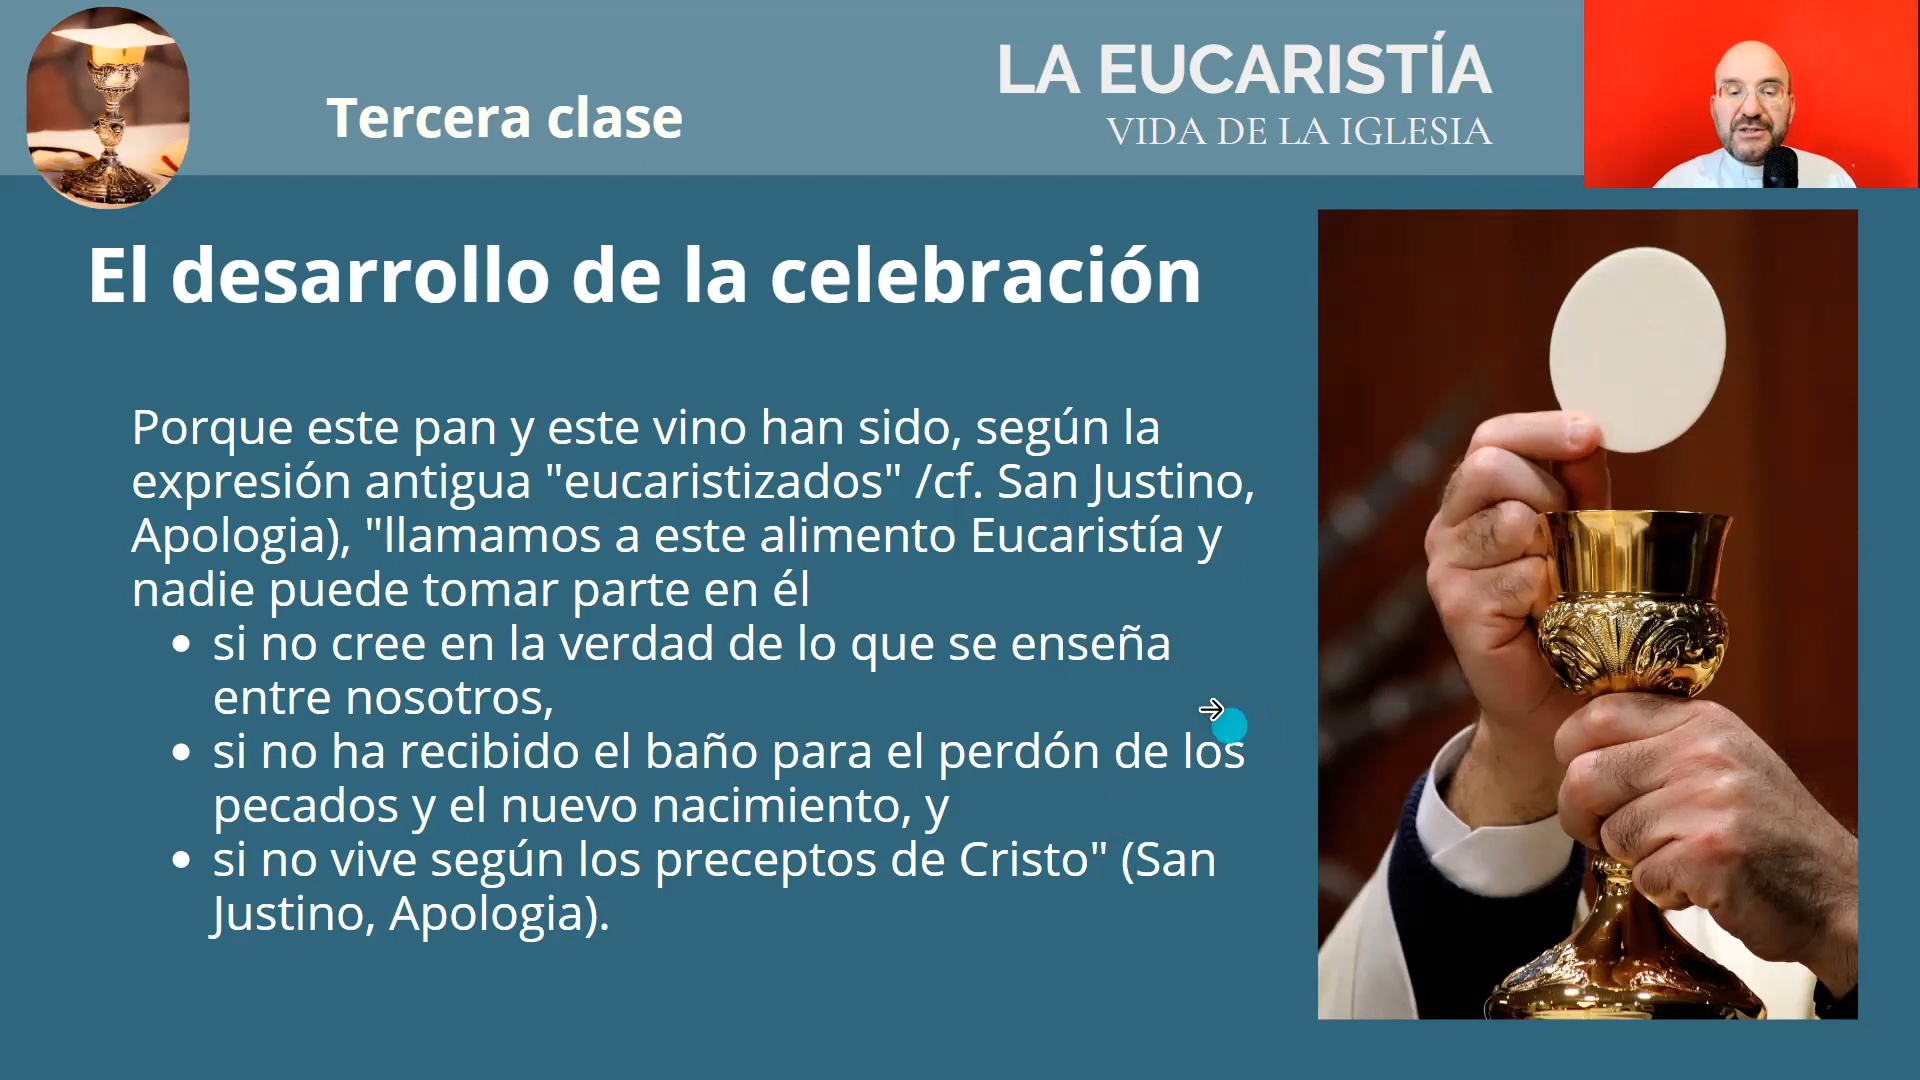 Tercera clase
LA EUCARISTÍA
VIDA DE LA IGLESIA
El desarrollo de la celebración
Porque este pan y este vino han sido, según la
expresión antigua "eucaristizados" /cf. San Justino,
Apologia), "llamamos a este alimento Eucaristía y
nadie puede tomar parte en él
• si no cree en la verdad de lo que se enseña
entre nosotros,
• si no ha recibido el baño para el perdón de los
pecados y el nuevo nacimiento, y
• si no vive según los preceptos de Cristo" (San
Justino, Apologia).